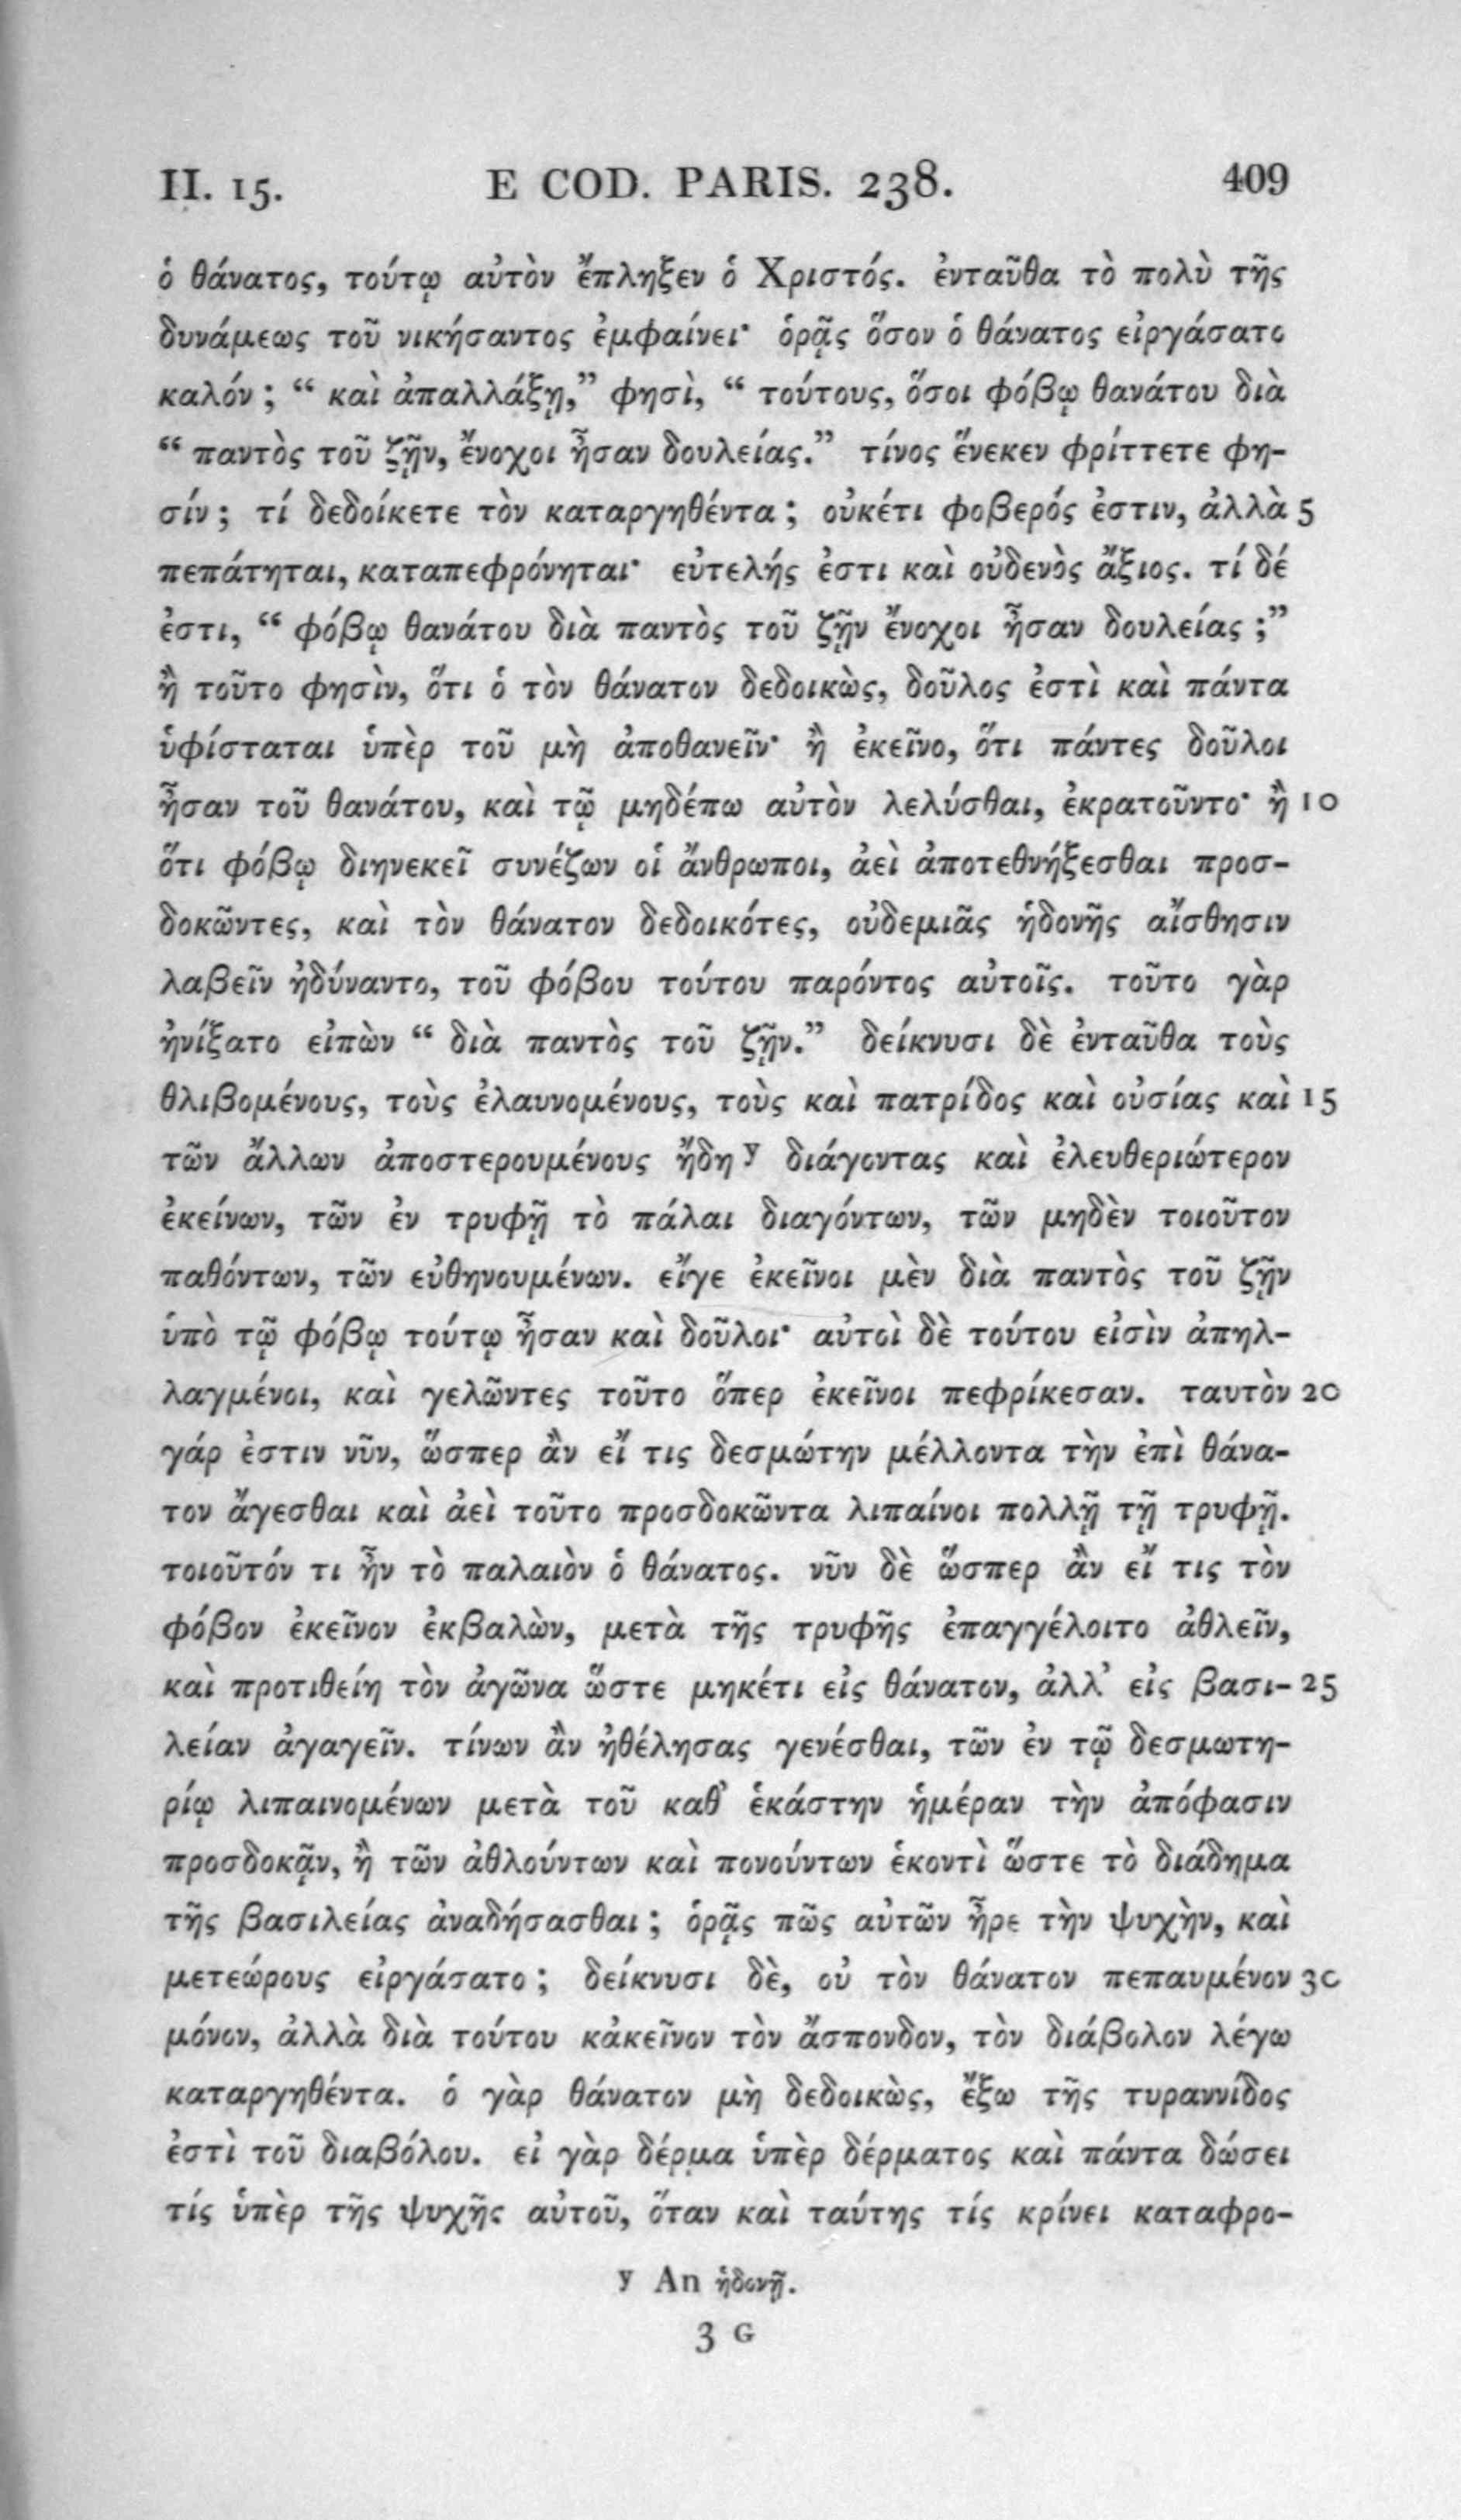 II. 15. E COD. PARIS. 238. 409
ὁ θάνατος, τούτῳ αὐτὸν ἔπληξεν ὁ Χριστός. ἐνταῦθα τὸ πολὺ τῆς
δυνάμεως τοῦ νικήσαντος ἐμφαίνει· ὁρᾷς ὅσον ὁ θάνατος εἰργάσατο
καλόν; “ καὶ ἀπαλλάξῃ,” φησὶ, “ τούτους, ὅσοι φόβῳ θανάτου διὰ
“ παντὸς τοῦ ζῇν, ἔνοχοι ἦσαν δουλείας.” τίνος ἕνεκεν φρίττετε φη-
σίν; τί δεδοίκετε τὸν καταργηθέντα; οὐκέτι φοβερός ἐστιν, ἀλλὰ 5
πεπάτηται, καταπεφρόνηται· εὐτελής ἐστι καὶ οὐδενὸς ἄξιος. τί δέ
ἐστι, “ φόβῳ θανάτου διὰ παντὸς τοῦ ζῇν ἔνοχοι ἦσαν δουλείας ;”
ἢ τοῦτο φησὶν, ὅτι ὁ τὸν θάνατον δεδοικὼς, δοῦλος ἐστὶ καὶ πάντα
ὑφίσταται ὑπὲρ τοῦ μὴ ἀποθανεῖν· ἢ ἐκεῖνο, ὅτι πάντες δοῦλοι
ἦσαν τοῦ θανάτου, καὶ τῷ μηδέπω αὐτὸν λελύσθαι, ἐκρατοῦντο· ἢ 10
ὅτι φόβῳ διηνεκεῖ συνέζων οἱ ἄνθρωποι, ἀεὶ ἀποτεθνήξεσθαι προσ-
δοκῶντες, καὶ τὸν θάνατον δεδοικότες, οὐδεμιᾶς ἡδονῆς αἴσθησιν
λαβεῖν ἠδύναντο, τοῦ φόβου τούτου παρόντος αὐτοῖς. τοῦτο γὰρ
ᾐνίξατο εἰπὼν “ διὰ παντὸς τοῦ ζῇν.” δείκνυσι δὲ ἐνταῦθα τοὺς
θλιβομένους, τοὺς ἐλαυνομένους, τοὺς καὶ πατρίδος καὶ οὐσίας καὶ 15
τῶν ἄλλων ἀποστερουμένους ἤδη y διάγοντας καὶ ἐλευθεριώτερον
ἐκείνων, τῶν ἐν τρυφῇ τὸ πάλαι διαγόντων, τῶν μηδὲν τοιοῦτον
παθόντων, τῶν εὐθηνουμένων. εἴγε ἐκεῖνοι μὲν διὰ παντὸς τοῦ ζῇν
ὑπὸ τῷ φόβῳ τούτῳ ἦσαν καὶ δοῦλοι· αὐτοὶ δὲ τούτου εἰσὶν ἀπηλ-
λαγμένοι, καὶ γελῶντες τοῦτο ὅπερ ἐκεῖνοι πεφρίκεσαν. ταυτὸν 20
γάρ ἐστιν νῦν, ὥσπερ ἂν εἴ τις δεσμώτην μέλλοντα τὴν ἐπὶ θάνα-
τον ἄγεσθαι καὶ ἀεὶ τοῦτο προσδοκῶντα λιπαίνοι πολλῇ τῇ τρυφῇ.
τοιοῦτόν τι ἦν τὸ παλαιὸν ὁ θάνατος. νῦν δὲ ὥσπερ ἂν εἴ τις τὸν
φόβον ἐκεῖνον ἐκβαλὼν, μετὰ τῆς τρυφῆς ἐπαγγέλοιτο ἀθλεῖν,
καὶ προτιθείη τὸν ἀγῶνα ὥστε μηκέτι εἰς θάνατον, ἀλλ’ εἰς βασι- 25
λείαν ἀγαγεῖν. τίνων ἂν ἠθέλησας γενέσθαι, τῶν ἐν τῷ δεσμωτη-
ρίῳ λιπαινομένων μετὰ τοῦ καθ’ ἑκάστην ἡμέραν τὴν ἀπόφασιν
προσδοκᾷν, ἢ τῶν ἀθλούντων καὶ πονούντων ἑκοντὶ ὥστε τὸ διάδημα
τῆς βασιλείας ἀναδήσασθαι; ὁρᾷς πῶς αὐτῶν ἦρε τὴν ψυχὴν, καὶ
μετεώρους εἰργάσατο; δείκνυσι δὲ, οὐ τὸν θάνατον πεπαυμένον 30
μόνον, ἀλλὰ διὰ τούτου κἀκεῖνον τὸν ἄσπονδον, τὸν διάβολον λέγω
καταργηθέντα. ὁ γὰρ θάνατον μὴ δεδοικὼς, ἔξω τῆς τυραννίδος
ἐστὶ τοῦ διαβόλου. εἰ γὰρ δέρμα ὑπὲρ δέρματος καὶ πάντα δώσει
τίς ὑπὲρ τῆς ψυχῆς αὐτοῦ, ὅταν καὶ ταύτης τίς κρίνει καταφρο-
y An ἡδονῇ.
3 G